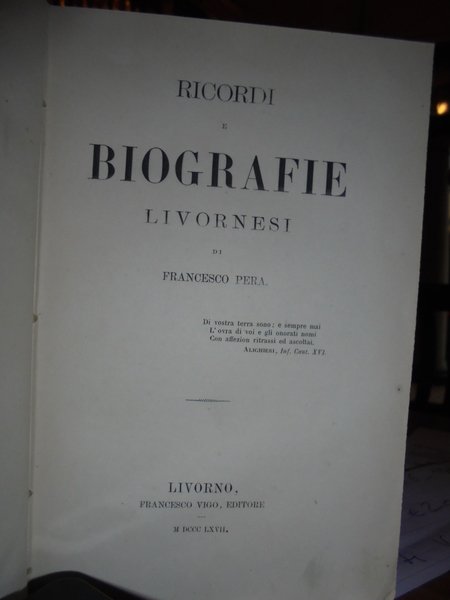 RICORDI
E
BIOGRAFIE
LIVORNESI
DI
FRANCESCO PERA.
Di vostra terra sono; e sempre mai
L'ovra di voi e gli onorati nomi
Con affezion ritrassi ed ascoltai.
ALIGHIERI, Inf. Cant. XVI.
LIVORNO,
FRANCESCO VIGO, EDITORE
M DCCC LXVII.